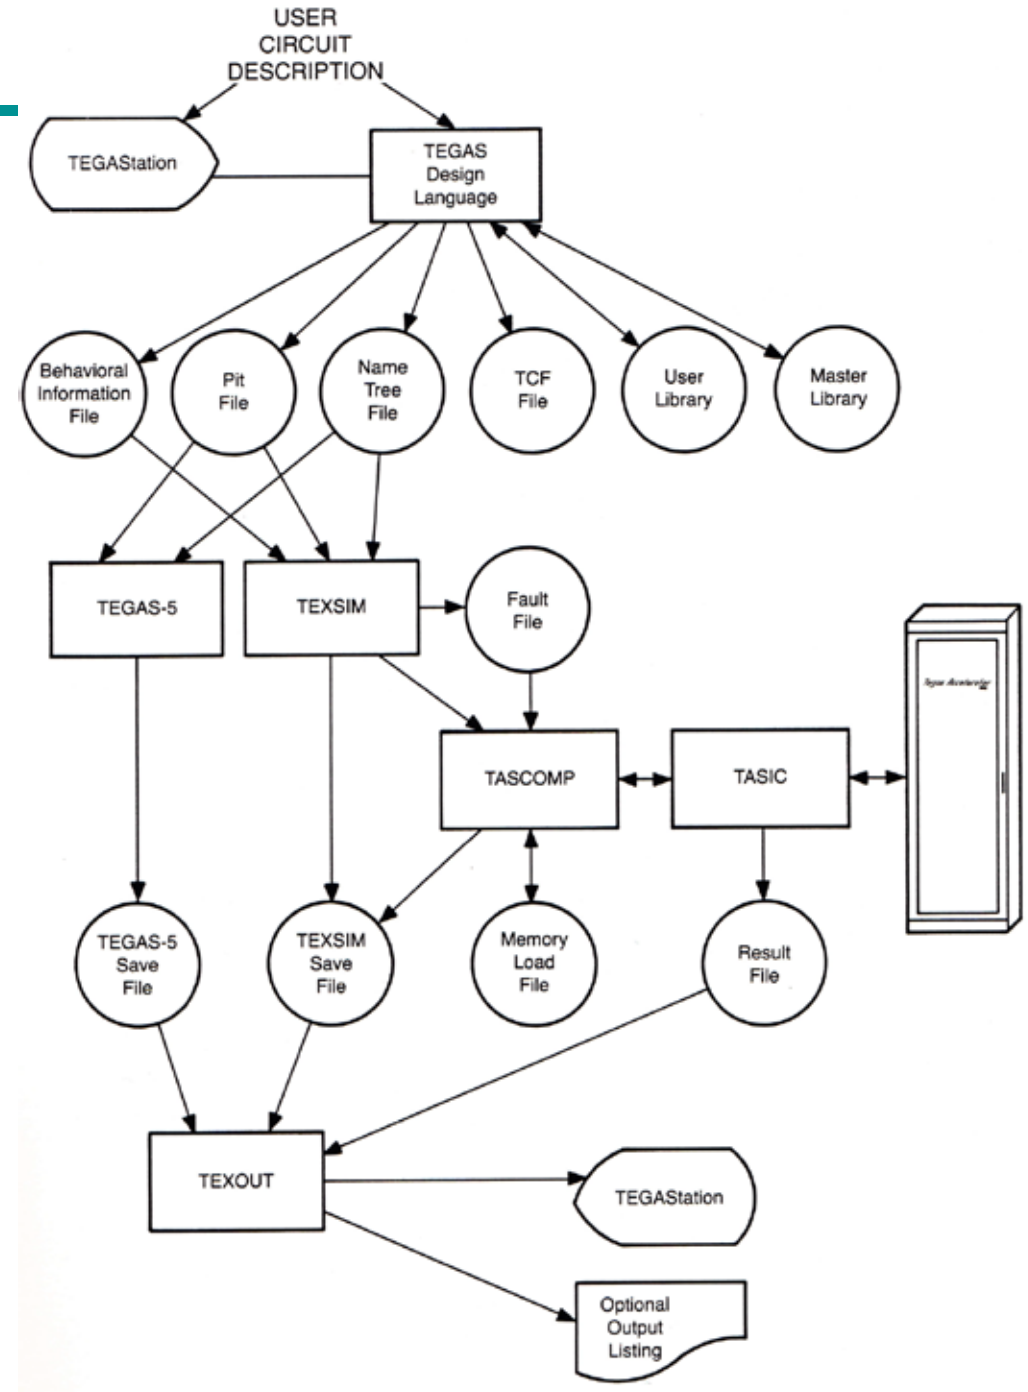 USER
CIRCUIT
DESCRIPTION
TEGAStation
TEGAS
Design
Language
Behavioral
Information
File
Pit
File
Name
Tree
File
TCF
File
User
Library
Master
Library
TEGAS-5
TEXSIM
Fault
File
Tegas Accelerator
TASCOMP
TASIC
TEGAS-5
Save
File
TEXSIM
Save
File
Memory
Load
File
Result
File
TEXOUT
TEGAStation
Optional
Output
Listing